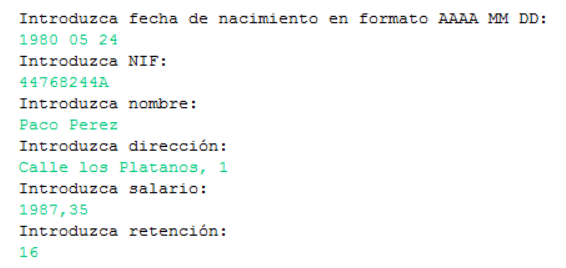 Introduzca fecha de nacimiento en formato AAAA MM DD:
1980 05 24
Introduzca NIF:
44768244A
Introduzca nombre:
Paco Perez
Introduzca dirección:
Calle los Platanos, 1
Introduzca salario:
1987,35
Introduzca retención:
16